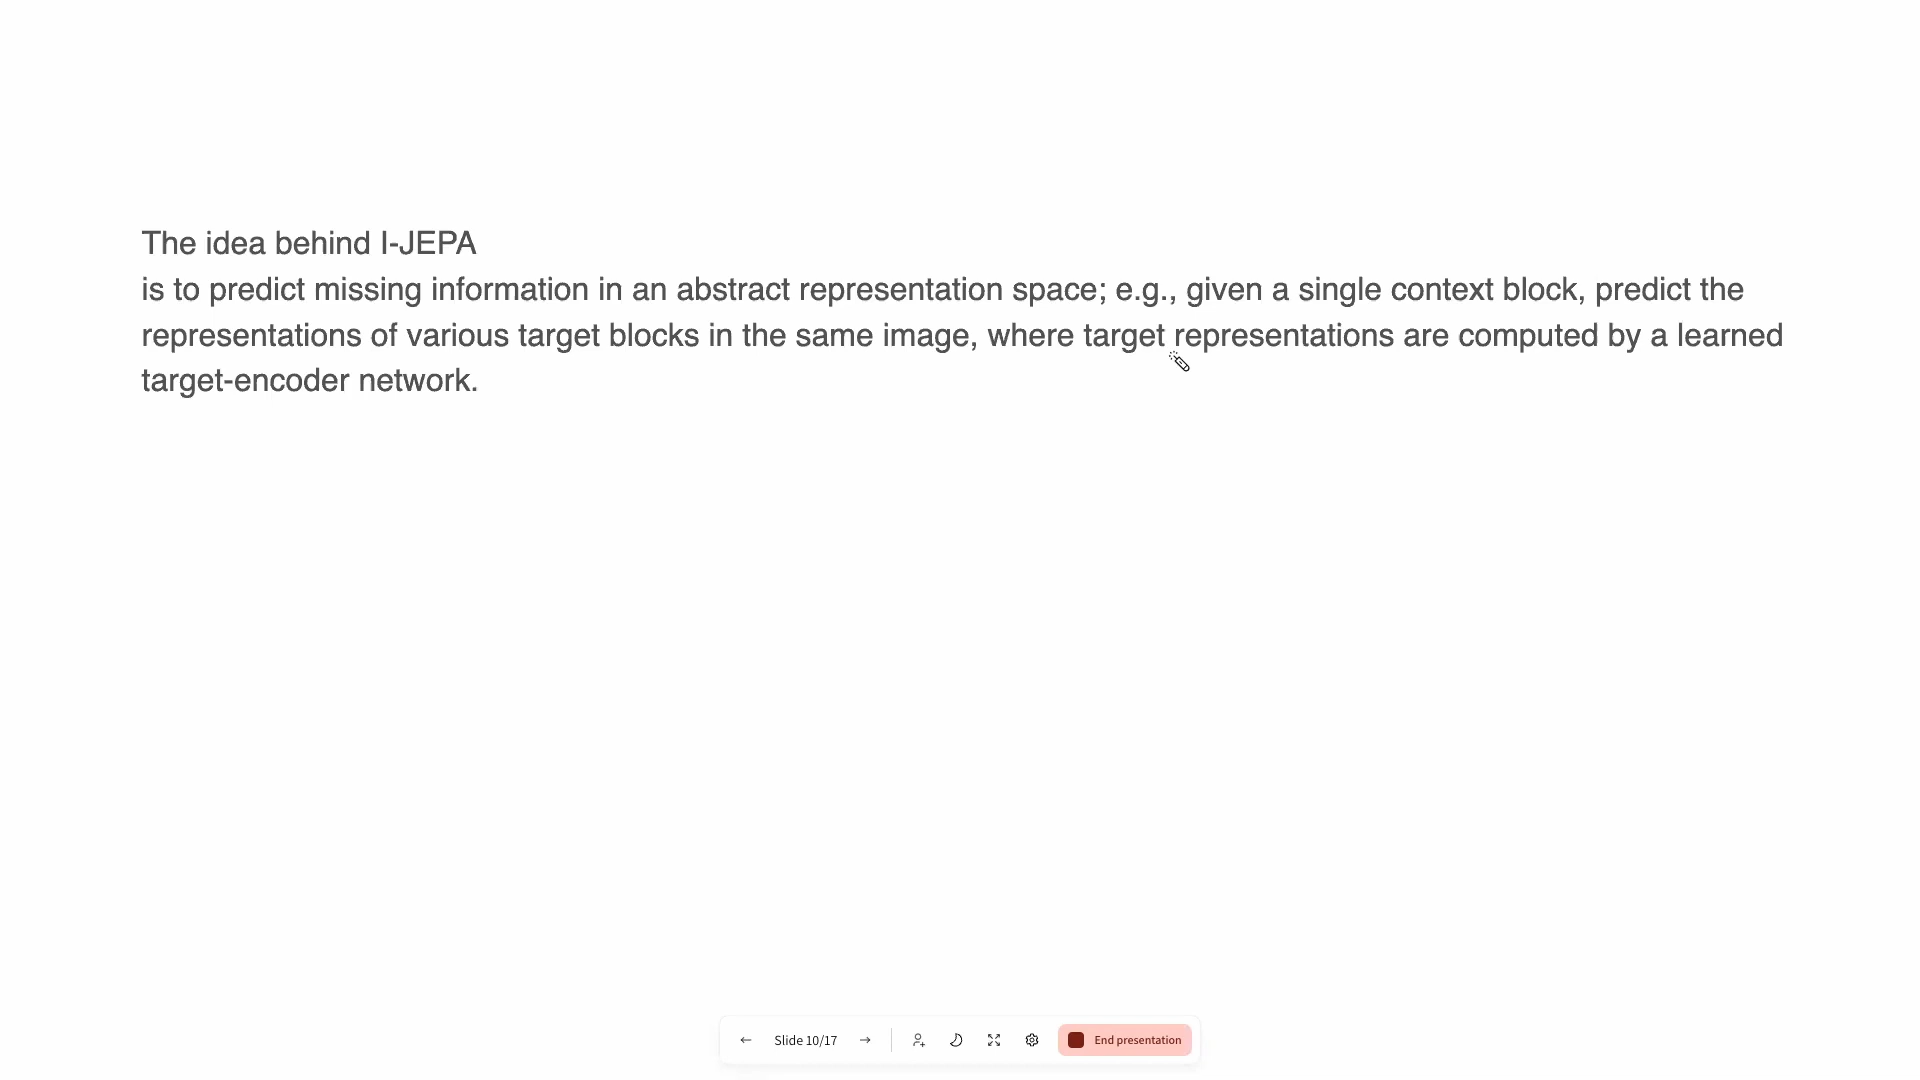 The idea behind I-JEPA
is to predict missing information in an abstract representation space; e.g., given a single context block, predict the
representations of various target blocks in the same image, where target representations are computed by a learned
target-encoder network.
Slide 10/17
End presentation